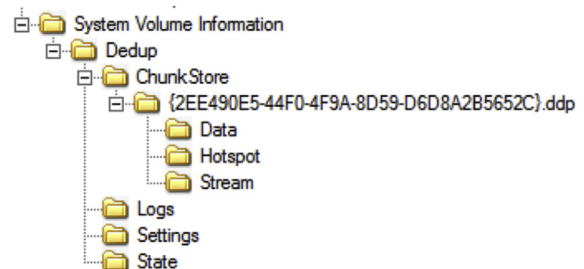 System Volume Information
Dedup
ChunkStore
{2EE490E5-44F0-4F9A-8D59-D6D8A2B5652C}.ddp
Data
Hotspot
Stream
Logs
Settings
State